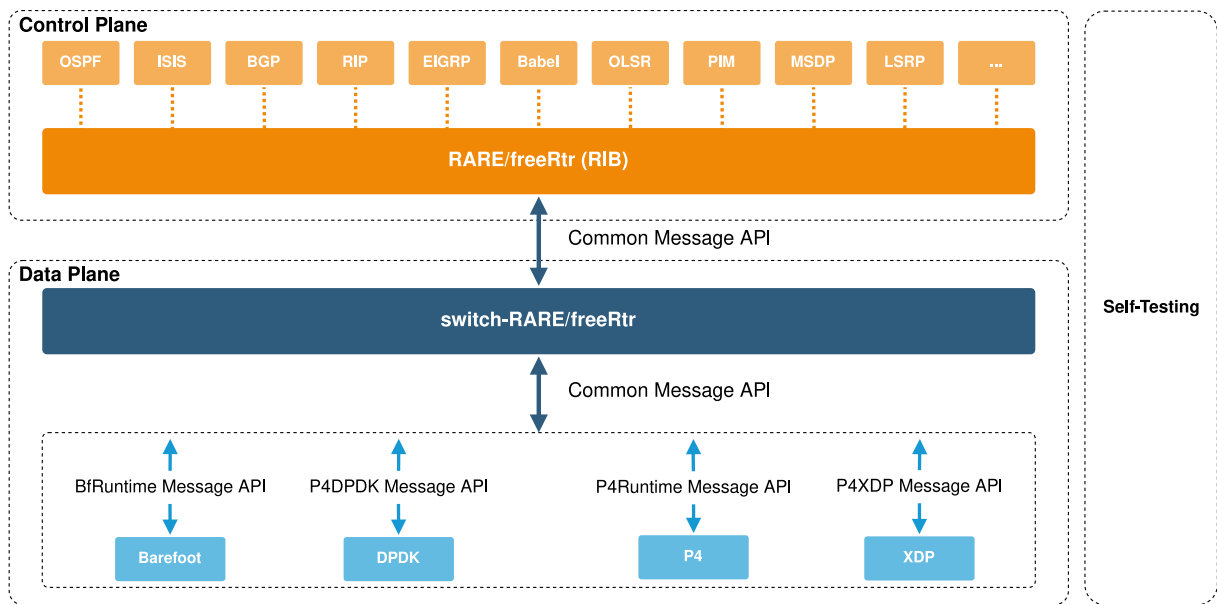 Control Plane
OSPF ISIS BGP RIP EIGRP Babel OLSR PIM MSDP LSRP ...
RARE/freeRtr (RIB)
Common Message API
Data Plane
switch-RARE/freeRtr
Common Message API
BfRuntime Message API P4DPDK Message API P4Runtime Message API P4XDP Message API
Barefoot DPDK P4 XDP
Self-Testing